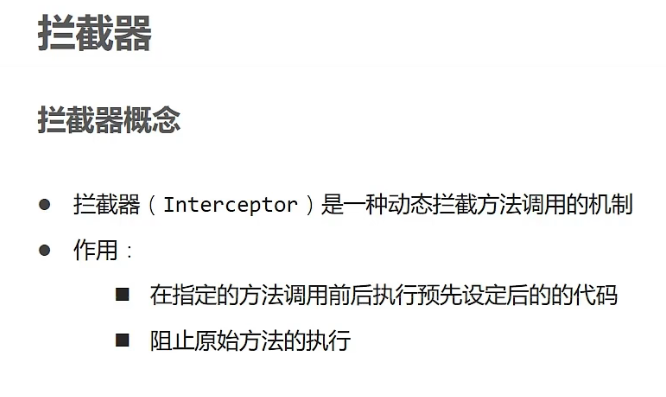 拦截器
拦截器概念
● 拦截器（Interceptor）是一种动态拦截方法调用的机制
● 作用：
■ 在指定的方法调用前后执行预先设定后的的代码
■ 阻止原始方法的执行